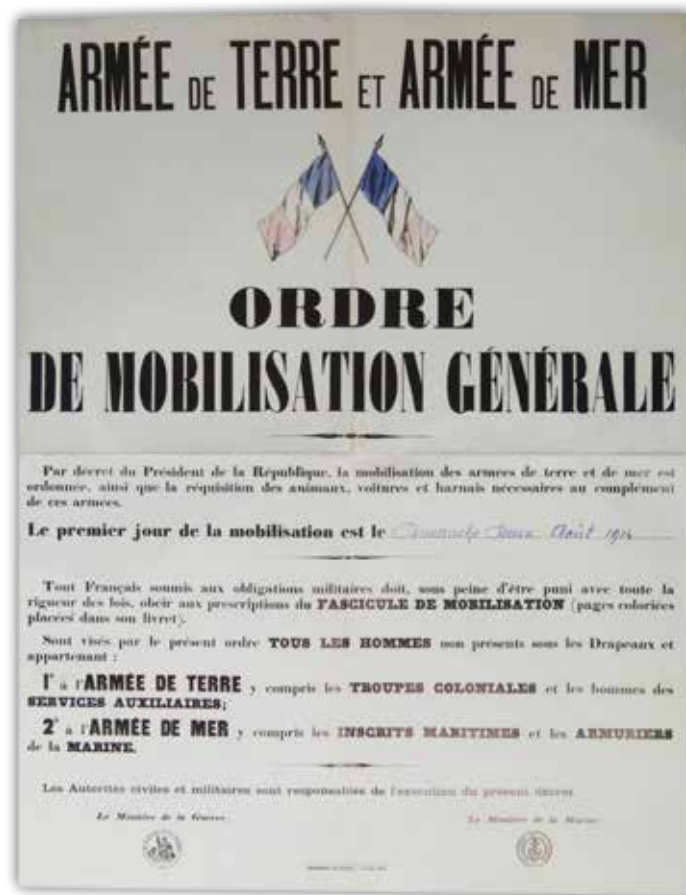 ARMÉE DE TERRE ET ARMÉE DE MER
ORDRE
DE MOBILISATION GÉNÉRALE
Par décret du Président de la République, la mobilisation des armées de terre et de mer est
ordonnée, ainsi que la réquisition des animaux, voitures et harnais nécessaires au complément
de ces armées.
Le premier jour de la mobilisation est le Dimanche deux Août 1914
Tout Français soumis aux obligations militaires doit, sous peine d'être puni avec toute la
rigueur des lois, obéir aux prescriptions du FASCICULE DE MOBILISATION (pages coloriées
placées dans son livret).
Sont visés par le présent ordre TOUS LES HOMMES non présents sous les Drapeaux et
appartenant :
1° à l'ARMÉE DE TERRE y compris les TROUPES COLONIALES et les hommes des
SERVICES AUXILIAIRES;
2° à l'ARMÉE DE MER y compris les INSCRITS MARITIMES et les ARMURIERS
de la MARINE.
Les Autorités civiles et militaires sont responsables de l'exécution du présent décret.
Le Ministre de la Guerre, Le Ministre de la Marine,